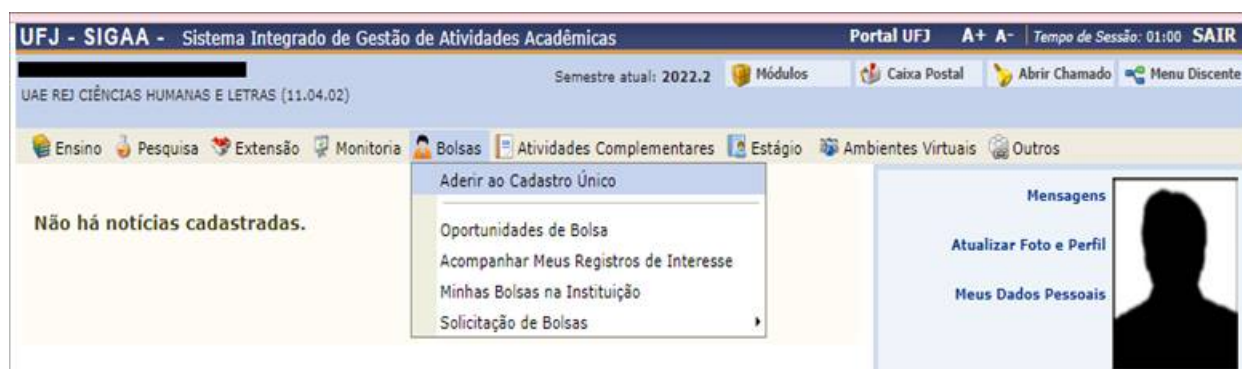 UFJ - SIGAA - Sistema Integrado de Gestão de Atividades Acadêmicas Portal UFJ A+ A- Tempo de Sessão: 01:00 SAIR
Semestre atual: 2022.2 Módulos Caixa Postal Abrir Chamado Menu Discente
UAE REJ CIÊNCIAS HUMANAS E LETRAS (11.04.02)
Ensino Pesquisa Extensão Monitoria Bolsas Atividades Complementares Estágio Ambientes Virtuais Outros
Aderir ao Cadastro Único
Oportunidades de Bolsa
Acompanhar Meus Registros de Interesse
Minhas Bolsas na Instituição
Solicitação de Bolsas
Não há notícias cadastradas.
Mensagens
Atualizar Foto e Perfil
Meus Dados Pessoais